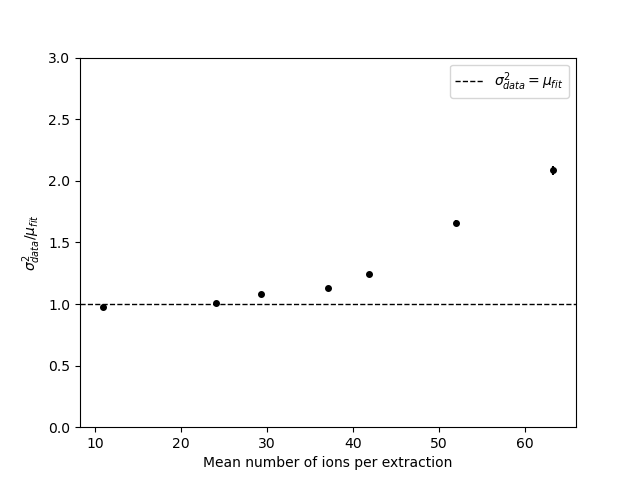 σ²data = μfit
3.0
2.5
2.0
1.5
1.0
0.5
0.0
σ²data/μfit
10 20 30 40 50 60
Mean number of ions per extraction